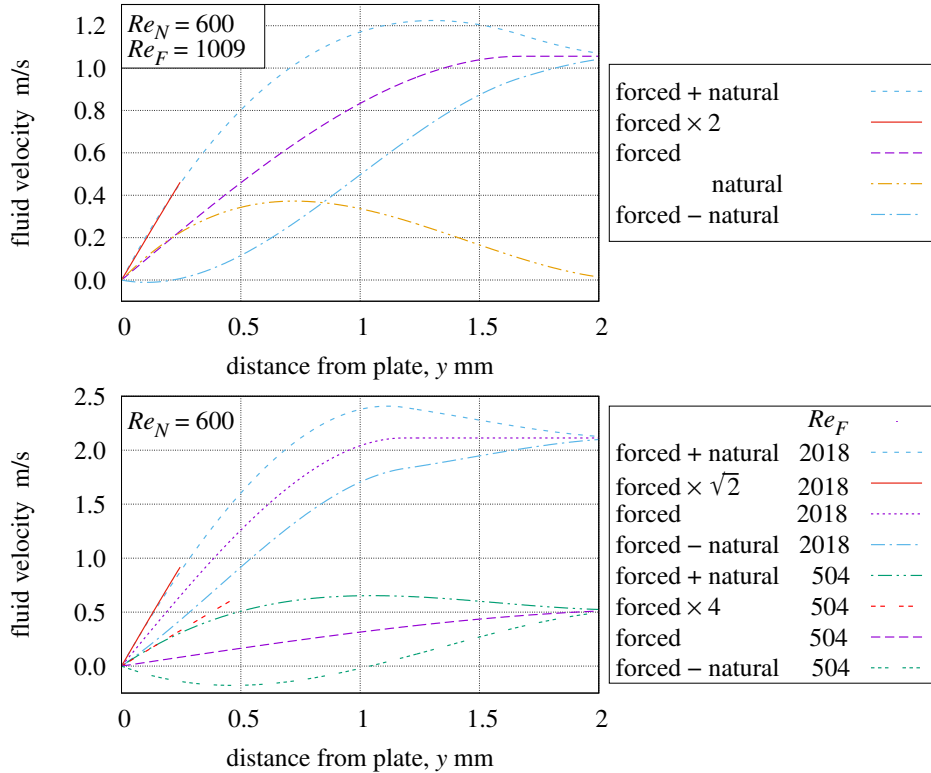 Re_N = 600
Re_F = 1009
1.2
1.0
0.8
0.6
0.4
0.2
0.0
fluid velocity m/s
0 0.5 1 1.5 2
distance from plate, y mm
forced + natural
forced × 2
forced
natural
forced − natural
Re_N = 600
2.5
2.0
1.5
1.0
0.5
0.0
fluid velocity m/s
0 0.5 1 1.5 2
distance from plate, y mm
Re_F
forced + natural 2018
forced × √2 2018
forced 2018
forced − natural 2018
forced + natural 504
forced × 4 504
forced 504
forced − natural 504